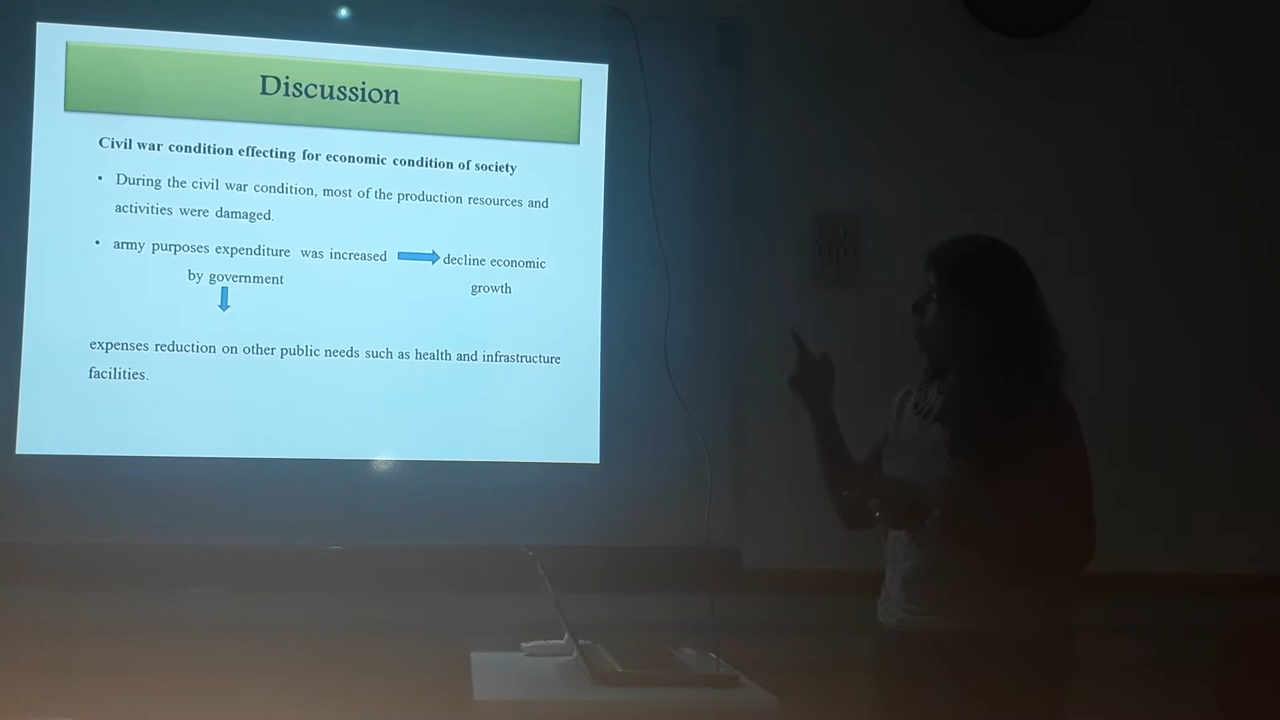 Discussion
Civil war condition effecting for economic condition of society
• During the civil war condition, most of the production resources and
activities were damaged.
• army purposes expenditure was increased decline economic
by government growth
expenses reduction on other public needs such as health and infrastructure
facilities.